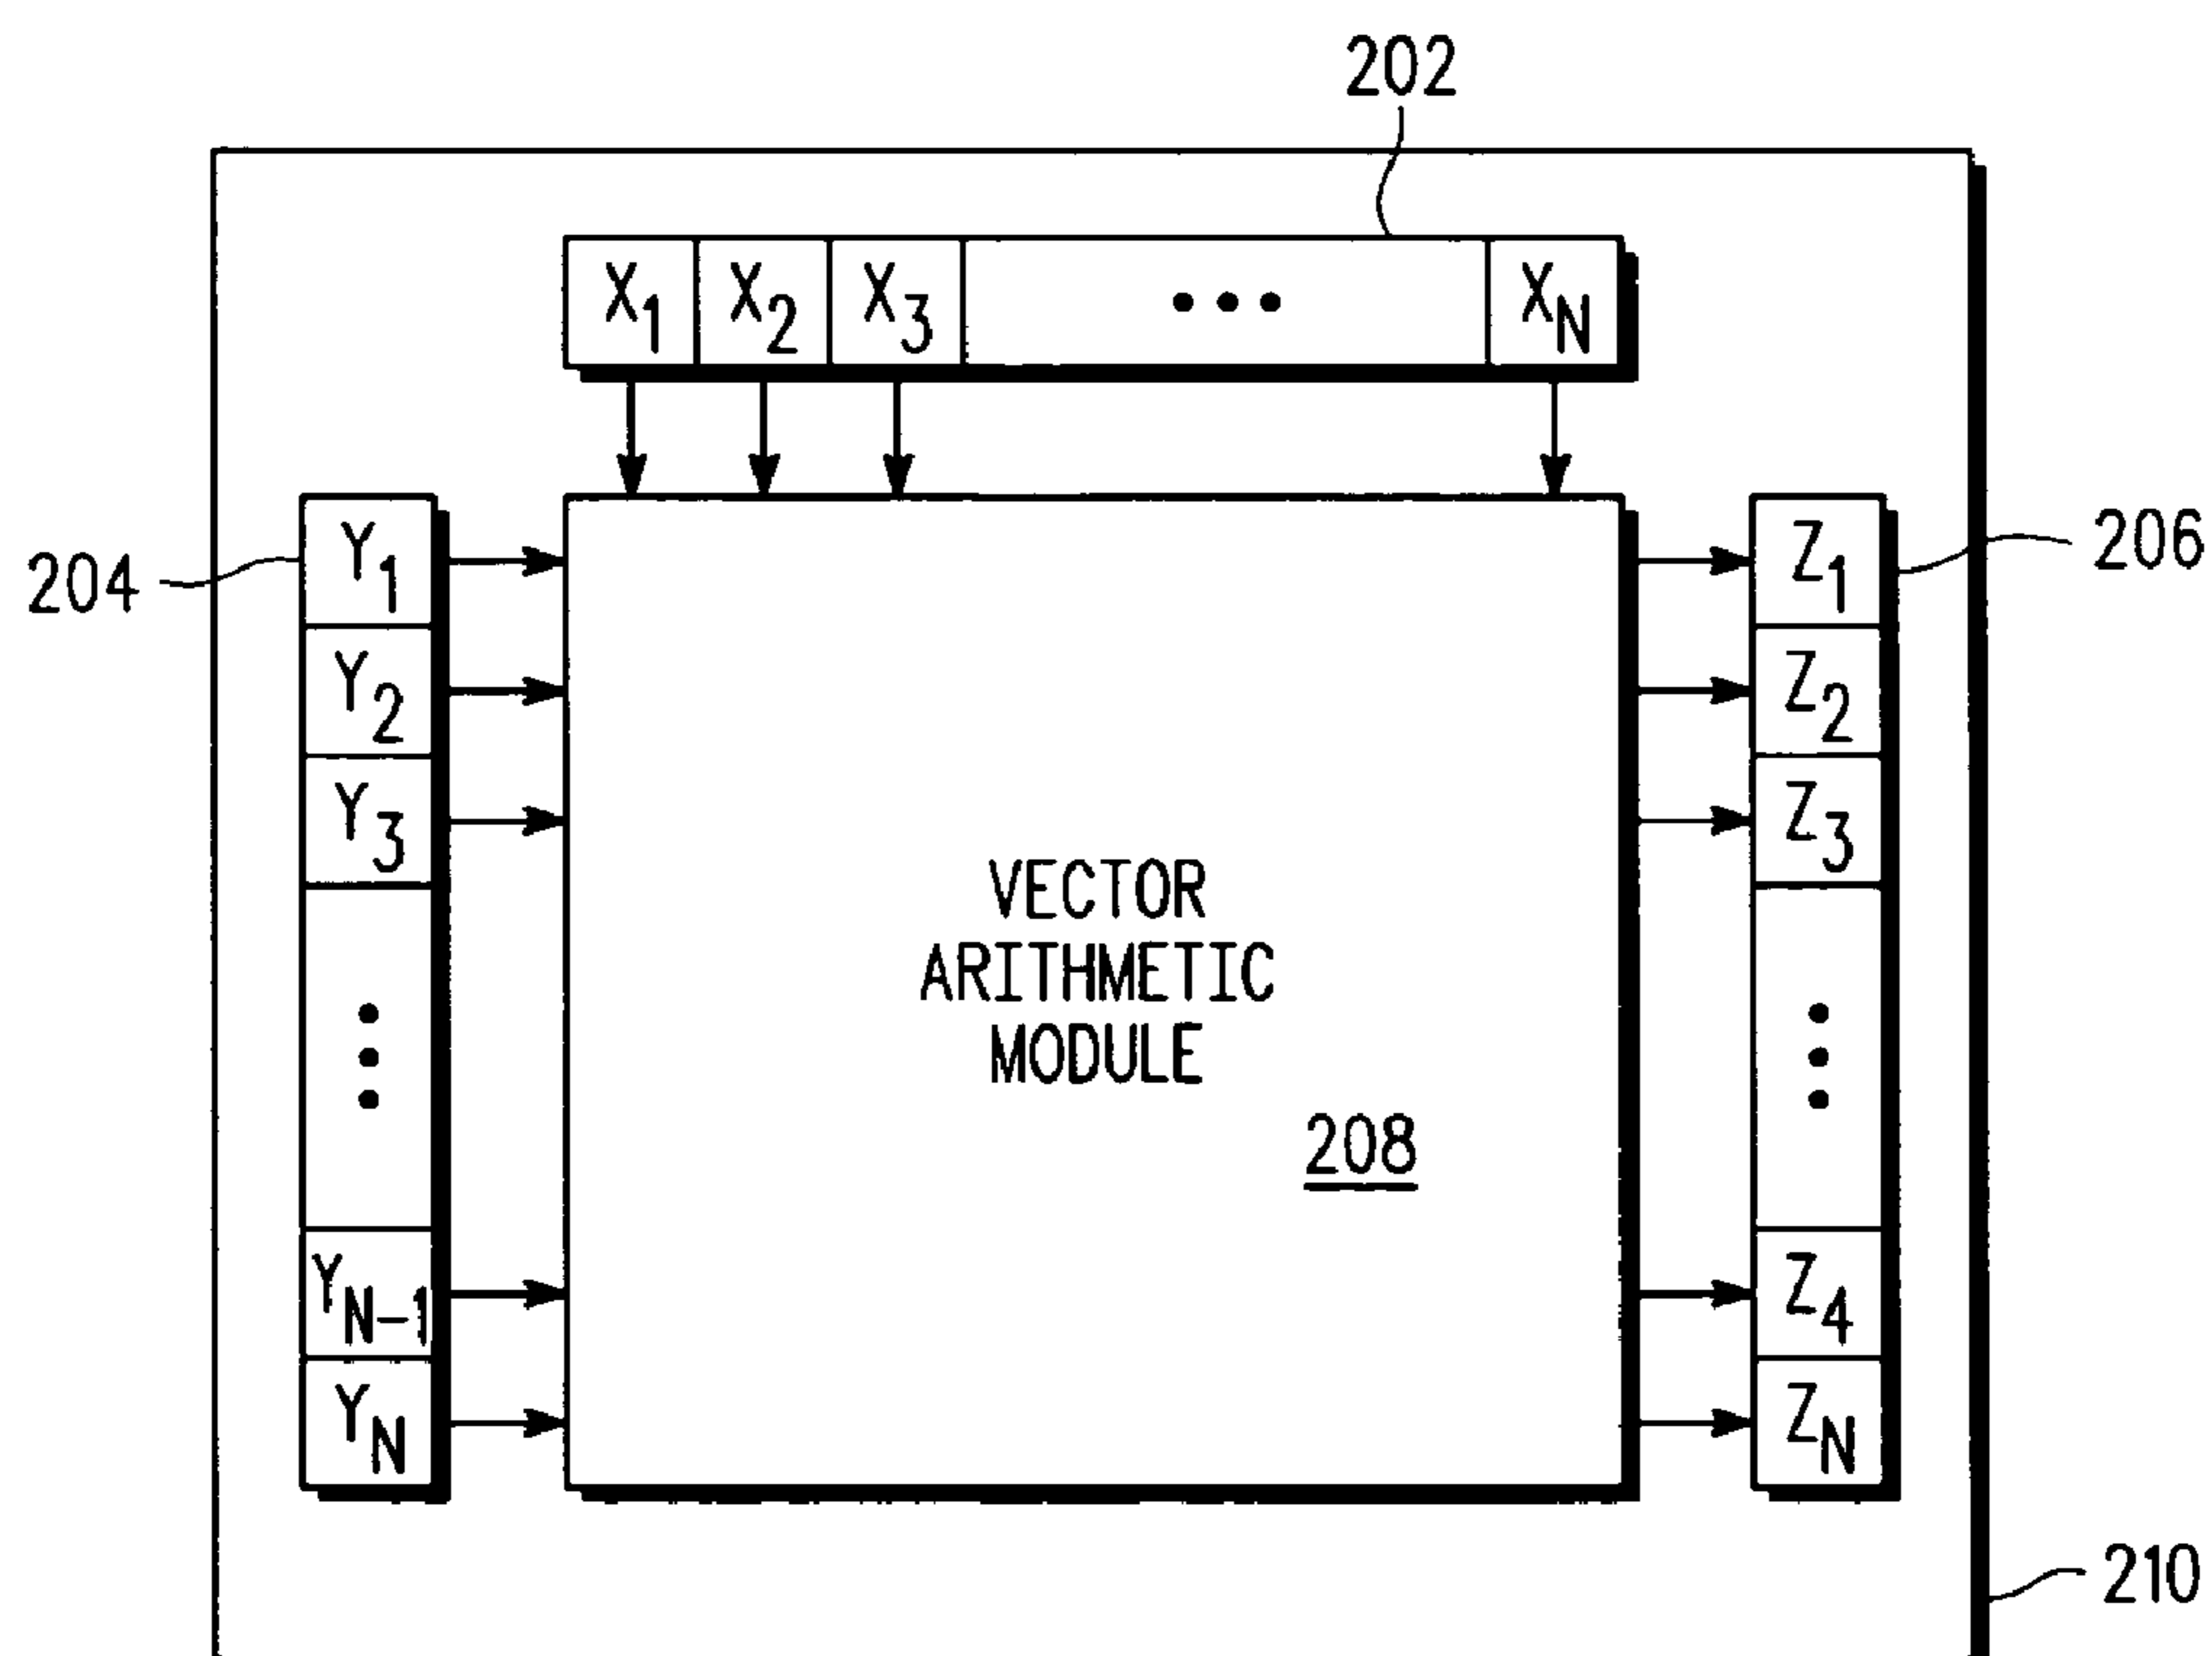 202
X1 X2 X3 ... XN
204
Y1
Y2
Y3
YN-1
YN
VECTOR
ARITHMETIC
MODULE
208
Z1
Z2
Z3
Z4
ZN
206
210